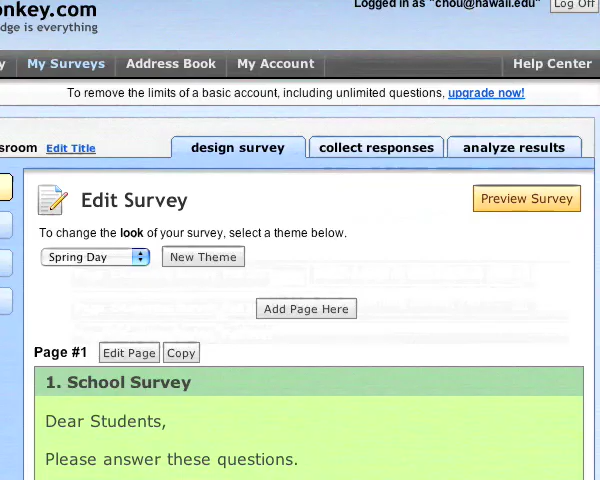 onkey.com
dge is everything
Logged in as "chou@hawaii.edu" Log Off
y My Surveys Address Book My Account Help Center
To remove the limits of a basic account, including unlimited questions, upgrade now!
sroom Edit Title design survey collect responses analyze results
Edit Survey Preview Survey
To change the look of your survey, select a theme below.
Spring Day New Theme
Add Page Here
Page #1 Edit Page Copy
1. School Survey
Dear Students,
Please answer these questions.